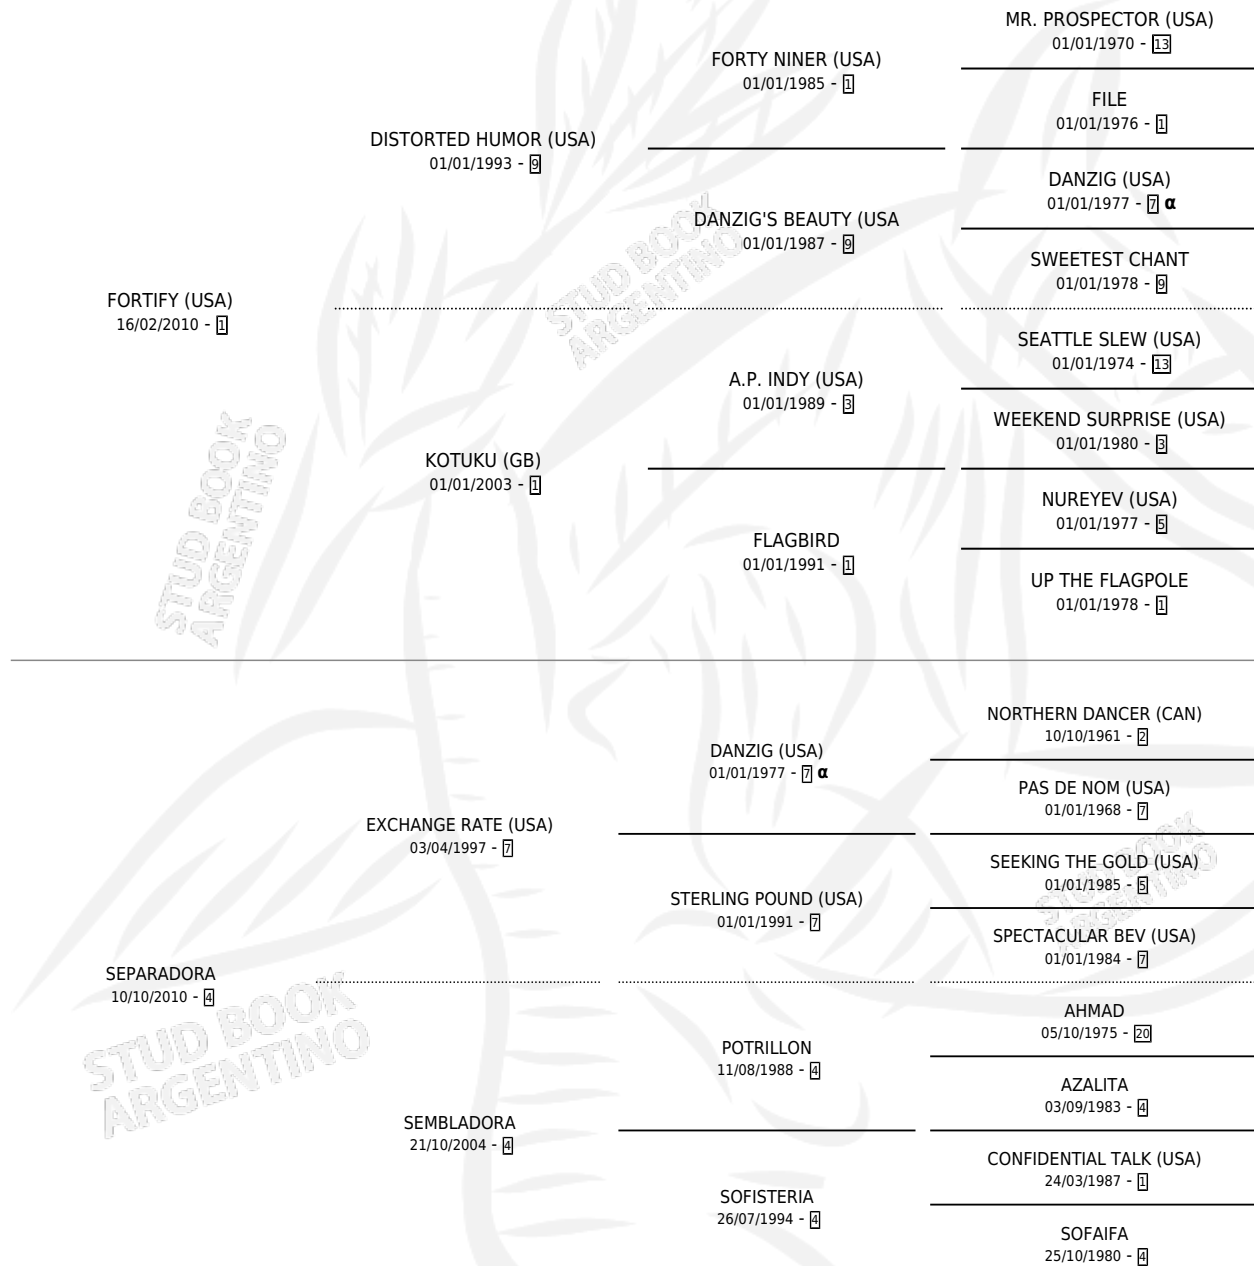 MR. PROSPECTOR (USA)
01/01/1970 - 13
FORTY NINER (USA)
01/01/1985 - 1
FILE
01/01/1976 - 1
DISTORTED HUMOR (USA)
01/01/1993 - 9
DANZIG (USA)
01/01/1977 - 7 α
DANZIG'S BEAUTY (USA
01/01/1987 - 9
SWEETEST CHANT
01/01/1978 - 9
STUD BOOK
ARGENTINO
FORTIFY (USA)
16/02/2010 - 1
SEATTLE SLEW (USA)
01/01/1974 - 13
A.P. INDY (USA)
01/01/1989 - 3
WEEKEND SURPRISE (USA)
01/01/1980 - 3
KOTUKU (GB)
01/01/2003 - 1
NUREYEV (USA)
01/01/1977 - 5
FLAGBIRD
01/01/1991 - 1
UP THE FLAGPOLE
01/01/1978 - 1
STUD BOOK
ARGENTINO
NORTHERN DANCER (CAN)
10/10/1961 - 2
DANZIG (USA)
01/01/1977 - 7 α
PAS DE NOM (USA)
01/01/1968 - 7
EXCHANGE RATE (USA)
03/04/1997 - 7
SEEKING THE GOLD (USA)
01/01/1985 - 5
STERLING POUND (USA)
01/01/1991 - 7
SPECTACULAR BEV (USA)
01/01/1984 - 7
STUD BOOK
ARGENTINO
SEPARADORA
10/10/2010 - 4
AHMAD
05/10/1975 - 20
POTRILLON
11/08/1988 - 4
AZALITA
03/09/1983 - 4
SEMBLADORA
21/10/2004 - 4
CONFIDENTIAL TALK (USA)
24/03/1987 - 1
SOFISTERIA
26/07/1994 - 4
SOFAIFA
25/10/1980 - 4
STUD BOOK
ARGENTINO